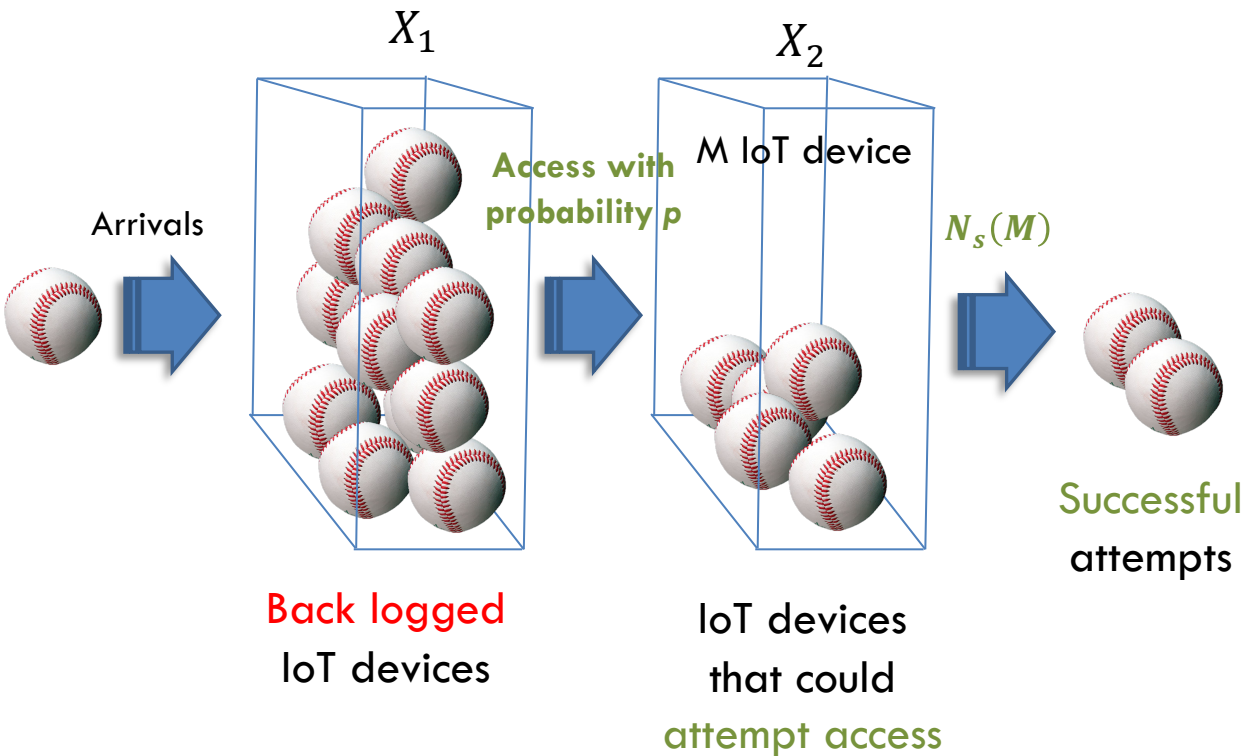 X₁
X₂
M IoT device
Access with
probability p
Arrivals
Nₛ(M)
Successful
attempts
Back logged
IoT devices
IoT devices
that could
attempt access